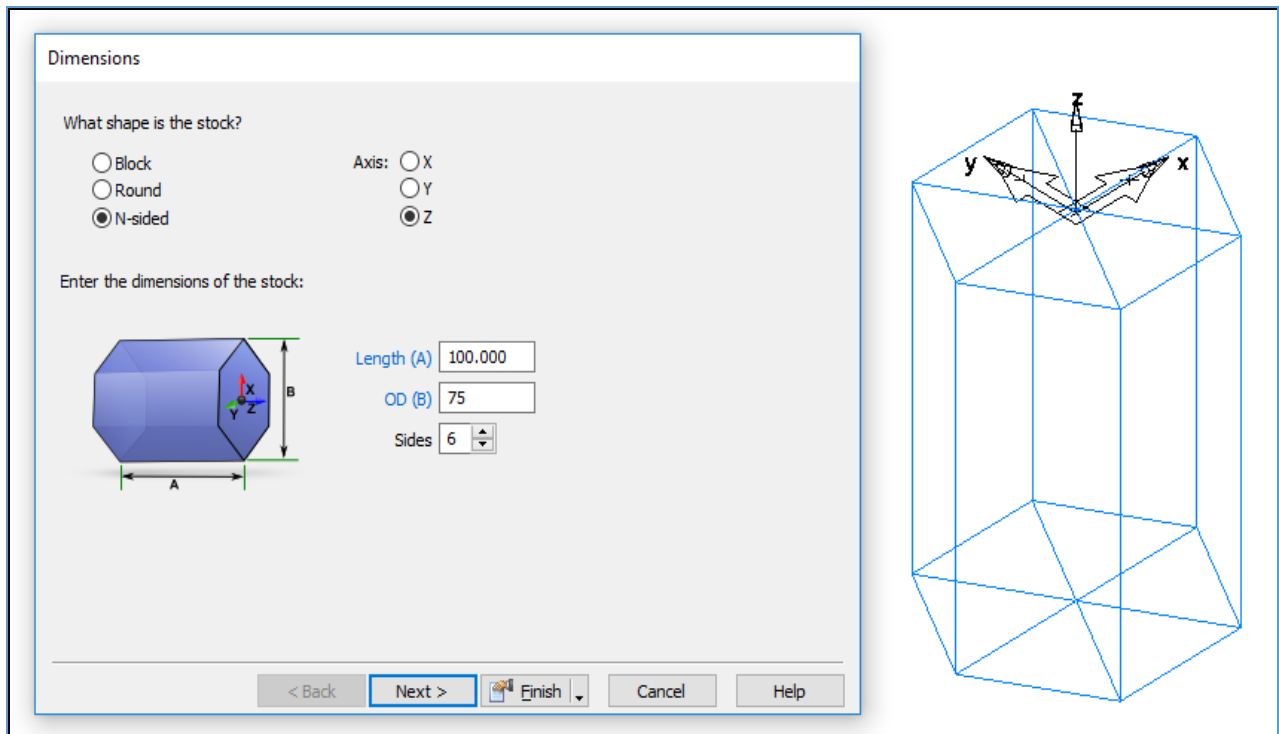 Dimensions
What shape is the stock?
Block
Axis: X
Round
Y
N-sided
Z
Enter the dimensions of the stock:
Length (A) 100.000
OD (B) 75
Sides 6
X
Y Z
B
A
< Back Next > Finish Cancel Help
z
y x